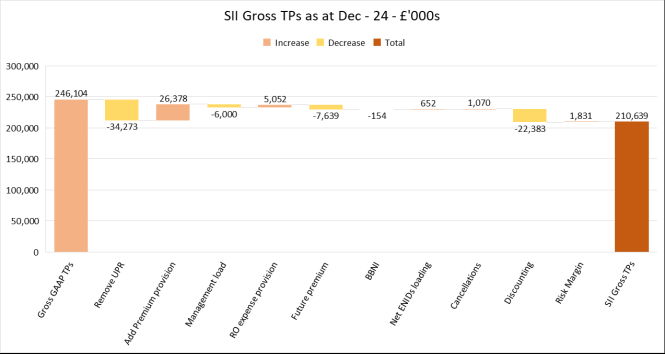 SII Gross TPs as at Dec - 24 - £'000s
Increase Decrease Total
300,000
250,000
200,000
150,000
100,000
50,000
0
246,104
-34,273
26,378
-6,000
5,052
-7,639
-154
652
1,070
-22,383
1,831
210,639
Gross GAAP TPs
Remove UPR
Add Premium provision
Management load
RO expense provision
Future premium
BBNI
Net ENIDs loading
Cancellations
Discounting
Risk Margin
SII Gross TPs